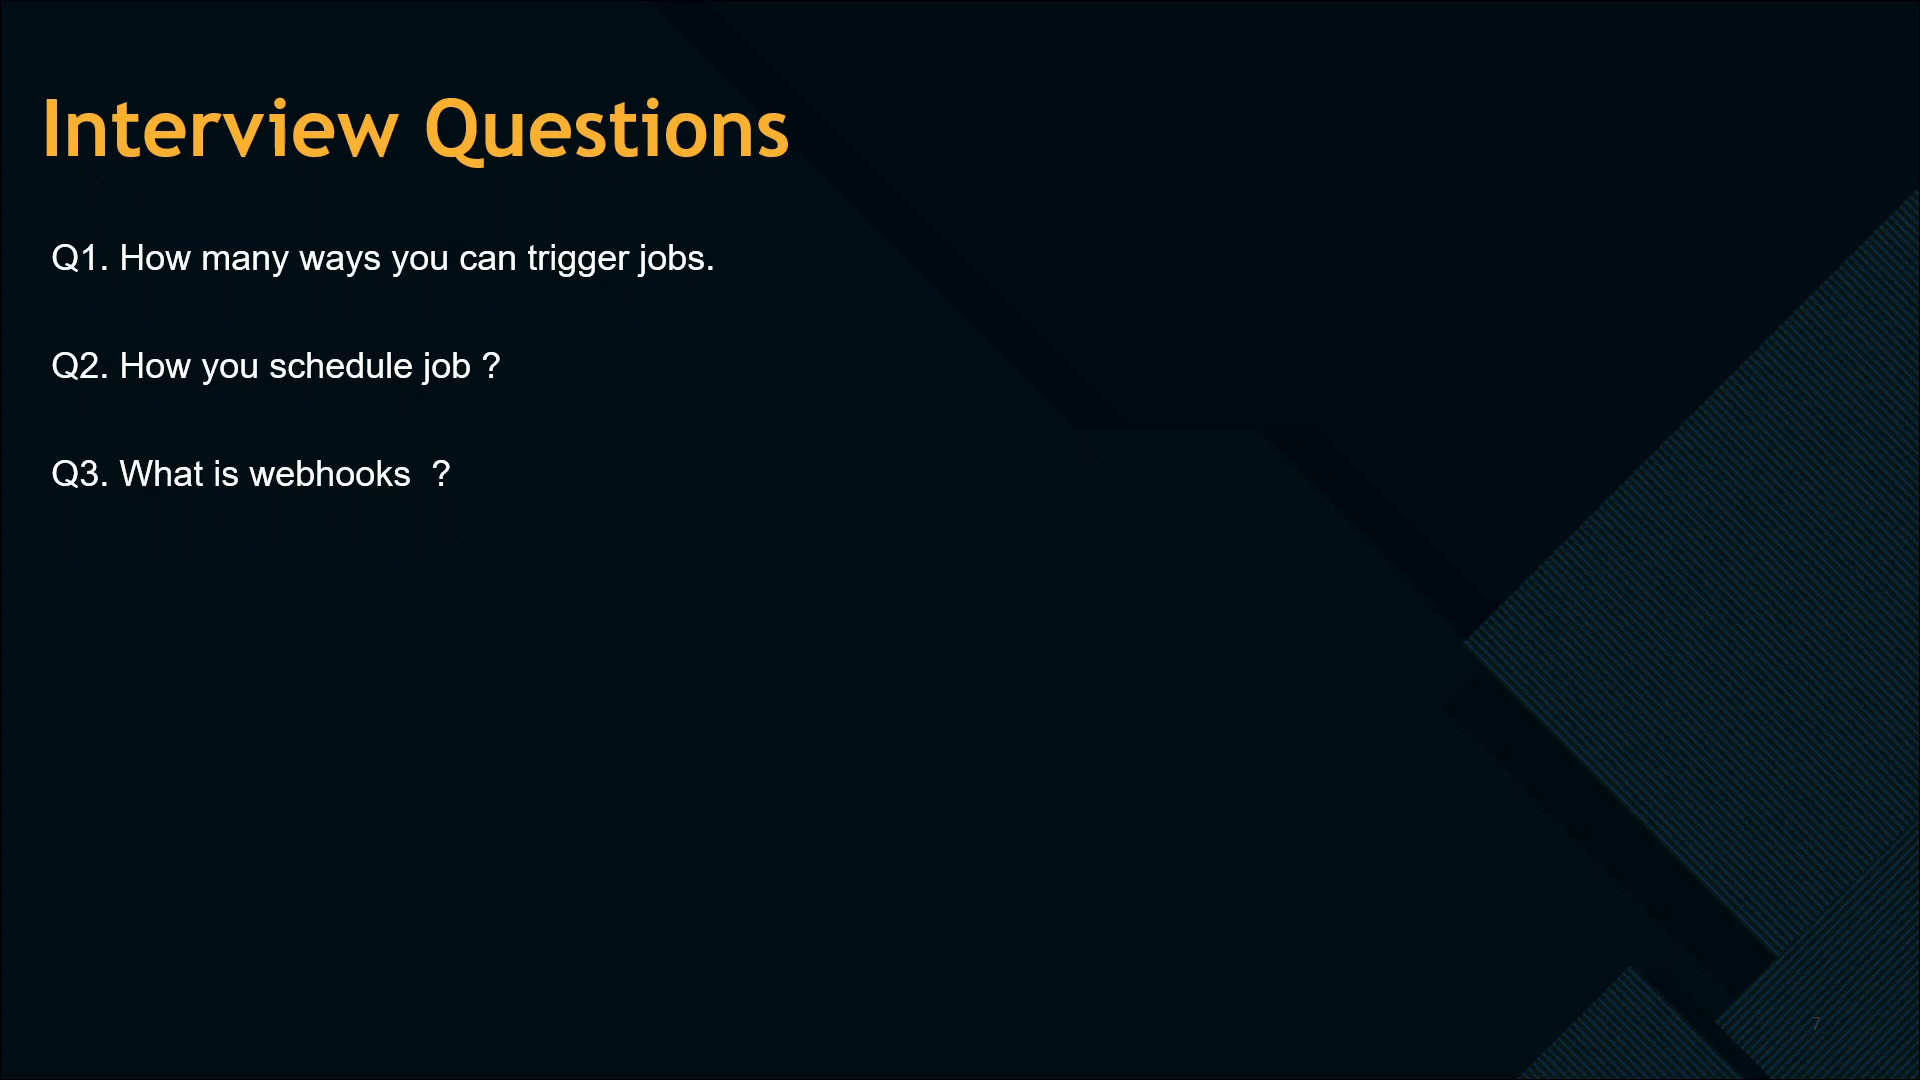 Interview Questions
Q1. How many ways you can trigger jobs.
Q2. How you schedule job ?
Q3. What is webhooks  ?
7